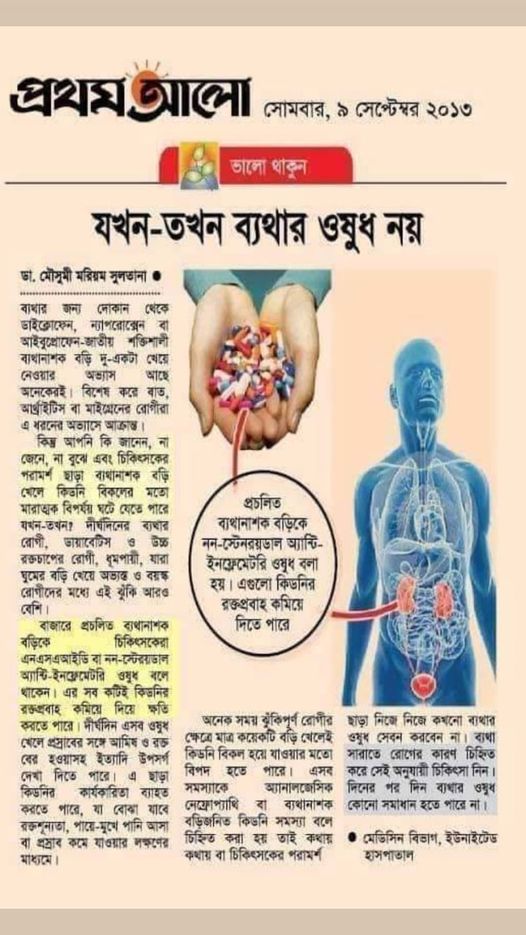 প্রথম আলো
সোমবার, ৯ সেপ্টেম্বর ২০১৩
ভালো থাকুন
যখন-তখন ব্যথার ওষুধ নয়
ডা. মৌসুমী মরিয়ম সুলতানা ●
ব্যথার জন্য দোকান থেকে
ডাইক্লোফেন, ন্যাপরোক্সেন বা
আইবুপ্রোফেন-জাতীয় শক্তিশালী
ব্যথানাশক বড়ি দু-একটা খেয়ে
নেওয়ার অভ্যাস আছে
অনেকেরই। বিশেষ করে বাত,
আর্থ্রাইটিস বা মাইগ্রেনের রোগীরা
এ ধরনের অভ্যাসে আক্রান্ত।
কিন্তু আপনি কি জানেন, না
জেনে, না বুঝে এবং চিকিৎসকের
পরামর্শ ছাড়া ব্যথানাশক বড়ি
খেলে কিডনি বিকলের মতো
মারাত্মক বিপর্যয় ঘটে যেতে পারে
যখন-তখন? দীর্ঘদিনের ব্যথার
রোগী, ডায়াবেটিস ও উচ্চ
রক্তচাপের রোগী, ধূমপায়ী, যারা
ঘুমের বড়ি খেয়ে অভ্যস্ত ও বয়স্ক
রোগীদের মধ্যে এই ঝুঁকি আরও
বেশি।
বাজারে প্রচলিত ব্যথানাশক
বড়িকে চিকিৎসকেরা
এনএসএআইডি বা নন-স্টেরয়ডাল
অ্যান্টি-ইনফ্লেমেটরি ওষুধ বলে
থাকেন। এর সব কটিই কিডনির
রক্তপ্রবাহ কমিয়ে দিয়ে ক্ষতি
করতে পারে। দীর্ঘদিন এসব ওষুধ
খেলে প্রস্রাবের সঙ্গে আমিষ ও রক্ত
বের হওয়াসহ ইত্যাদি উপসর্গ
দেখা দিতে পারে। এ ছাড়া
কিডনির কার্যকারিতা ব্যাহত
করতে পারে, যা বোঝা যাবে
রক্তশূন্যতা, পায়ে-মুখে পানি আসা
বা প্রস্রাব কমে যাওয়ার লক্ষণের
মাধ্যমে।
প্রচলিত
ব্যথানাশক বড়িকে
নন-স্টেনরয়ডাল অ্যান্টি-
ইনফ্লেমেটরি ওষুধ বলা
হয়। এগুলো কিডনির
রক্তপ্রবাহ কমিয়ে
দিতে পারে
অনেক সময় ঝুঁকিপূর্ণ রোগীর
ক্ষেত্রে মাত্র কয়েকটি বড়ি খেলেই
কিডনি বিকল হয়ে যাওয়ার মতো
বিপদ হতে পারে। এসব
সমস্যাকে অ্যানালজেসিক
নেফ্রোপ্যাথি বা ব্যথানাশক
বড়িজনিত কিডনি সমস্যা বলে
চিহ্নিত করা হয় তাই কথায়
কথায় বা চিকিৎসকের পরামর্শ
ছাড়া নিজে নিজে কখনো ব্যথার
ওষুধ সেবন করবেন না। ব্যথা
সারাতে রোগের কারণ চিহ্নিত
করে সেই অনুযায়ী চিকিৎসা নিন।
দিনের পর দিন ব্যথার ওষুধ
কোনো সমাধান হতে পারে না।
● মেডিসিন বিভাগ, ইউনাইটেড
হাসপাতাল